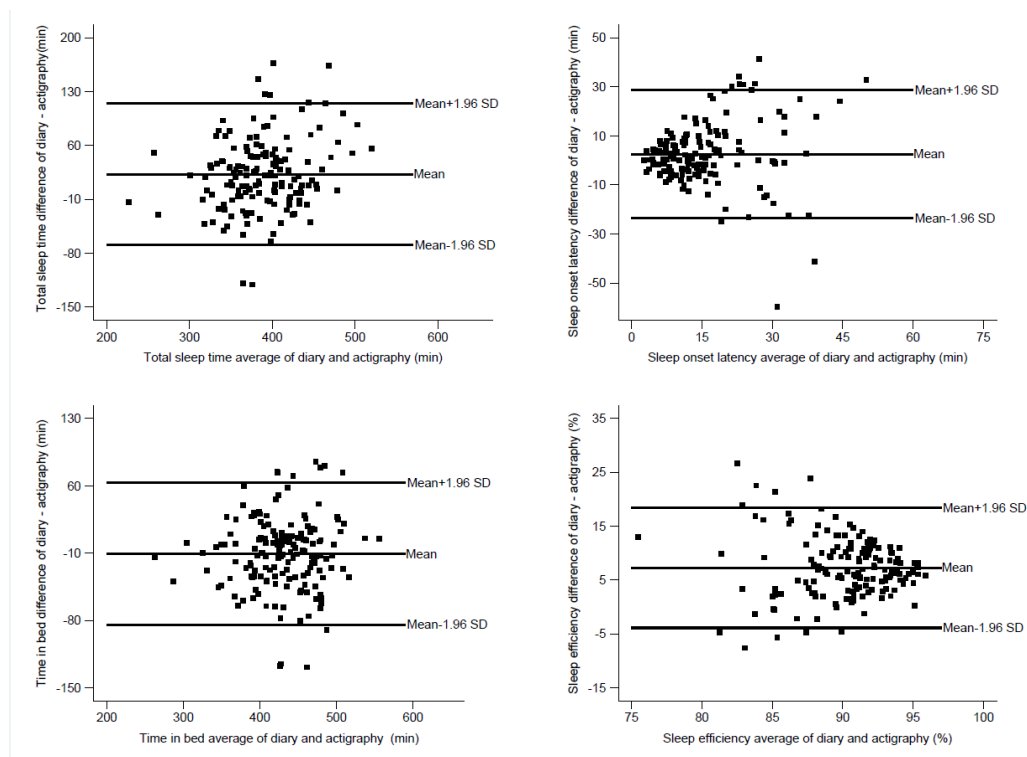 Total sleep time difference of diary - actigraphy(min)
200
130
60
-10
-80
-150
Mean+1.96 SD
Mean
Mean-1.96 SD
200
300
400
500
600
Total sleep time average of diary and actigraphy (min)
Sleep onset latency difference of diary - actigraphy (min)
50
30
10
-10
-30
-50
Mean+1.96 SD
Mean
Mean-1.96 SD
0
15
30
45
60
75
Sleep onset latency average of diary and actigraphy (min)
Time in bed difference of diary - actigraphy (min)
130
60
-10
-80
-150
Mean+1.96 SD
Mean
Mean-1.96 SD
200
300
400
500
600
Time in bed average of diary and actigraphy (min)
Sleep efficiency difference of diary - actigraphy (%)
35
25
15
5
-5
-15
Mean+1.96 SD
Mean
Mean-1.96 SD
75
80
85
90
95
100
Sleep efficiency average of diary and actigraphy (%)